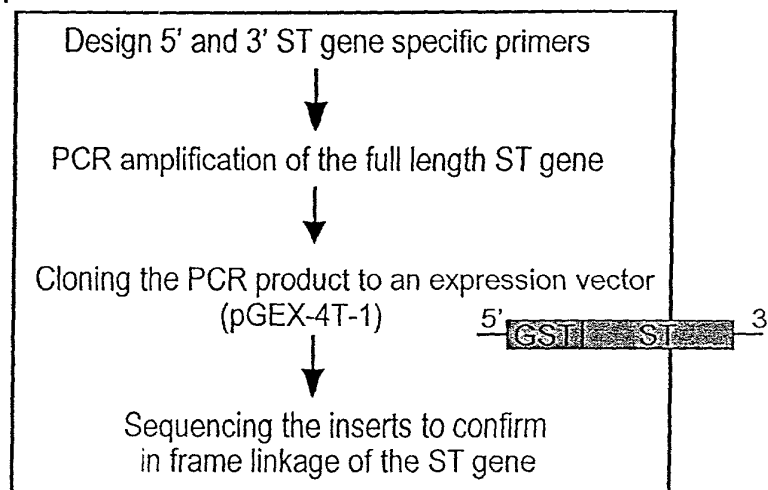 Design 5' and 3' ST gene specific primers
PCR amplification of the full length ST gene
Cloning the PCR product to an expression vector
(pGEX-4T-1)
5' GST ST 3
Sequencing the inserts to confirm
in frame linkage of the ST gene